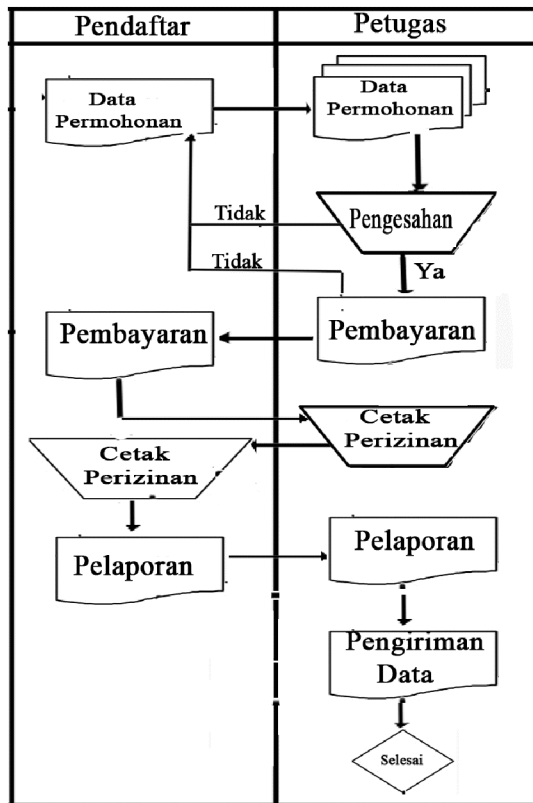 Pendaftar
Petugas
Data
Permohonan
Data
Permohonan
Pengesahan
Tidak
Ya
Tidak
Pembayaran
Pembayaran
Cetak
Perizinan
Cetak
Perizinan
Pelaporan
Pelaporan
Pengiriman
Data
Selesai